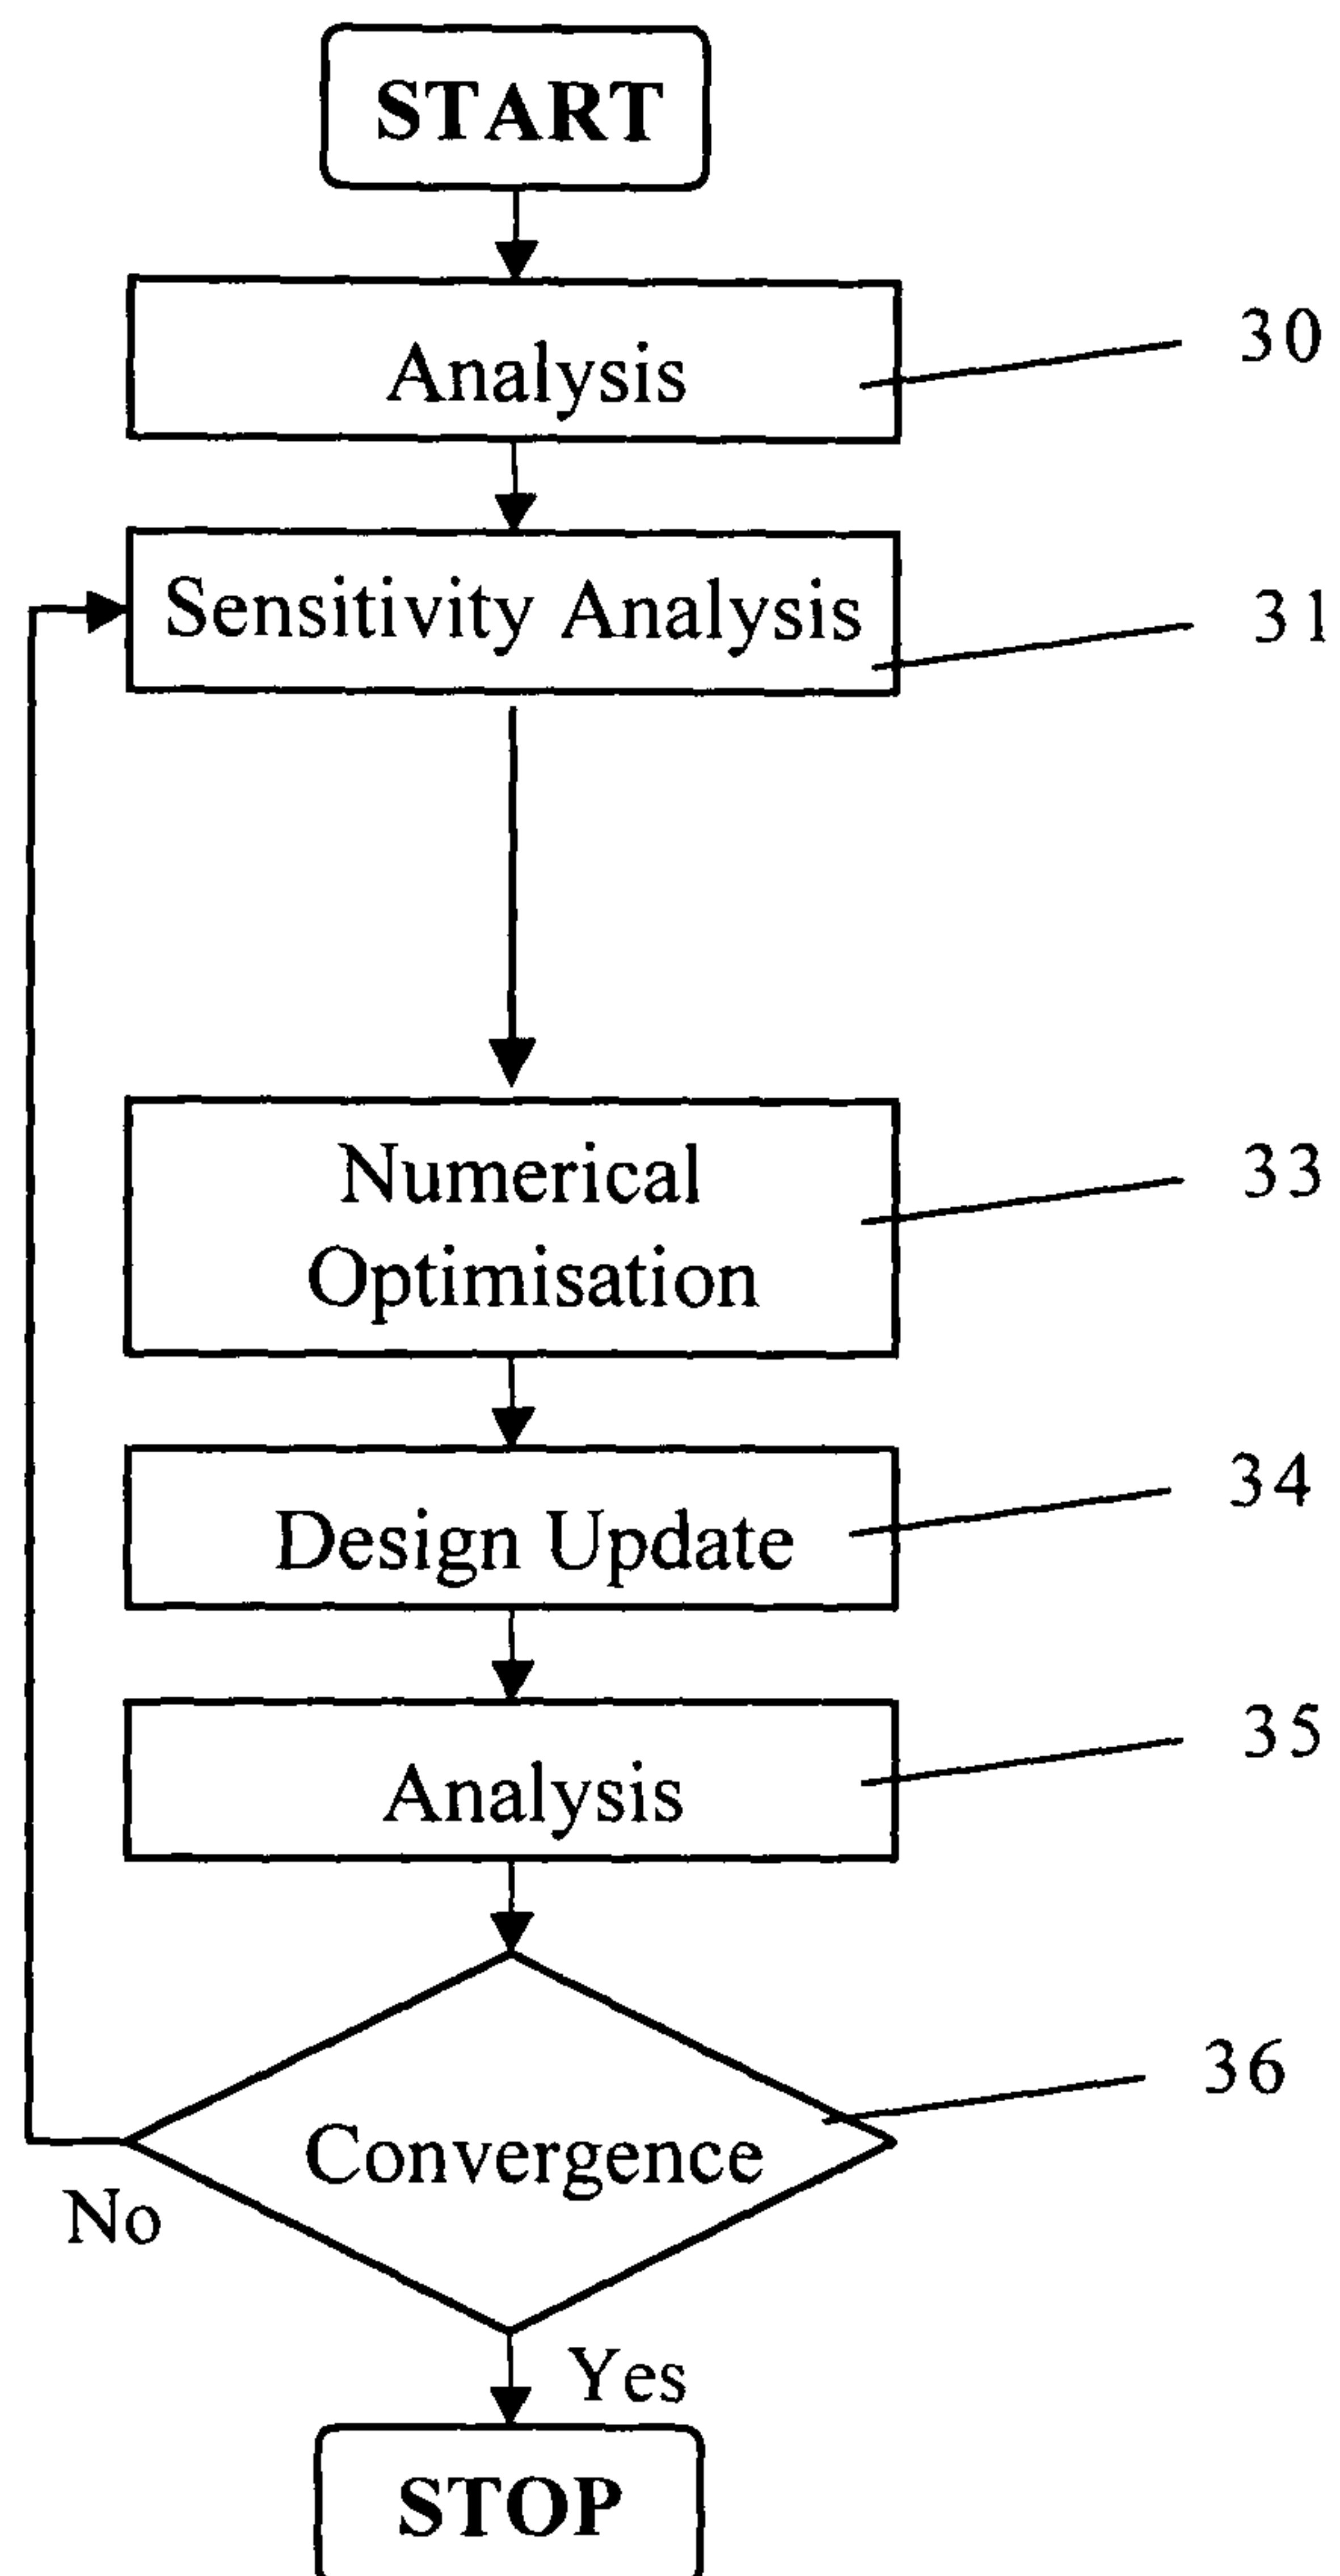 START
Analysis
30
Sensitivity Analysis
31
Numerical
Optimisation
33
Design Update
34
Analysis
35
Convergence
36
No
Yes
STOP